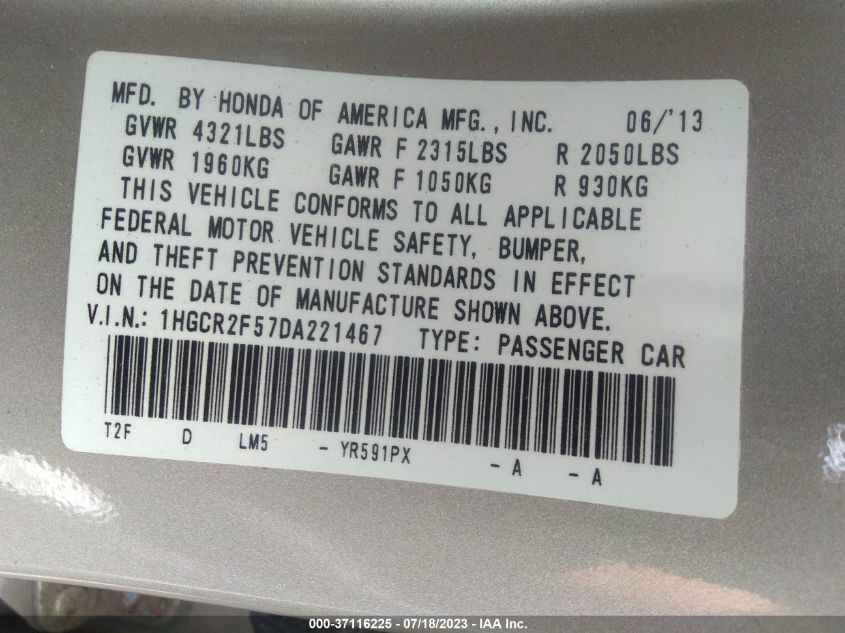 MFD. BY HONDA OF AMERICA MFG., INC. 06/'13
GVWR 4321LBS GAWR F 2315LBS R 2050LBS
GVWR 1960KG GAWR F 1050KG R 930KG
THIS VEHICLE CONFORMS TO ALL APPLICABLE
FEDERAL MOTOR VEHICLE SAFETY, BUMPER,
AND THEFT PREVENTION STANDARDS IN EFFECT
ON THE DATE OF MANUFACTURE SHOWN ABOVE.
V.I.N.: 1HGCR2F57DA221467 TYPE: PASSENGER CAR
T2F D LM5 - YR591PX - A - A
000-37116225 - 07/18/2023 - IAA Inc.